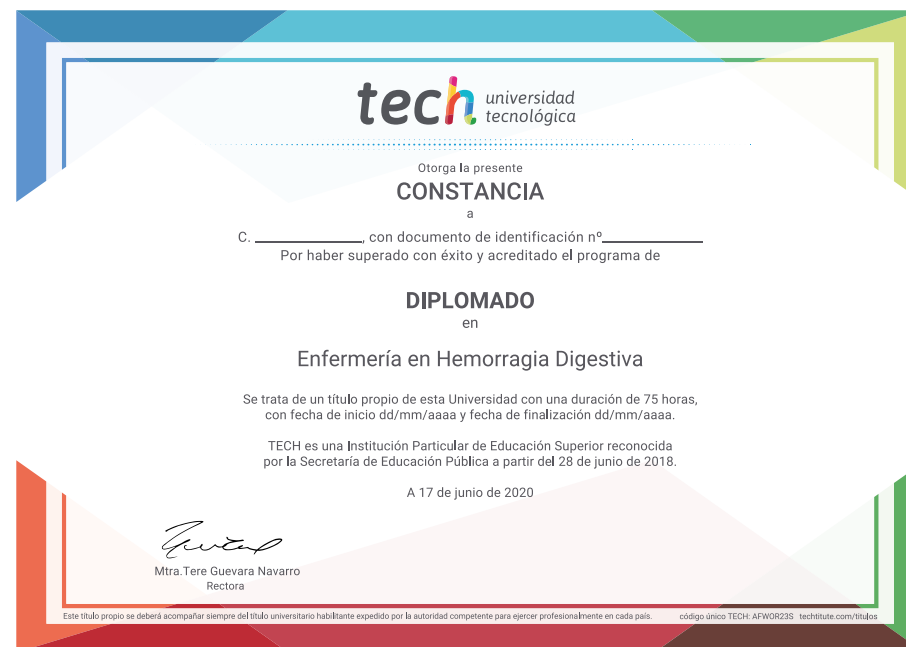 tech universidad
tecnológica
Otorga la presente
CONSTANCIA
a
C. ____________, con documento de identificación nº____________
Por haber superado con éxito y acreditado el programa de
DIPLOMADO
en
Enfermería en Hemorragia Digestiva
Se trata de un título propio de esta Universidad con una duración de 75 horas,
con fecha de inicio dd/mm/aaaa y fecha de finalización dd/mm/aaaa.
TECH es una Institución Particular de Educación Superior reconocida
por la Secretaría de Educación Pública a partir del 28 de junio de 2018.
A 17 de junio de 2020
Mtra.Tere Guevara Navarro
Rectora
Este título propio se deberá acompañar siempre del título universitario habilitante expedido por la autoridad competente para ejercer profesionalmente en cada país. código único TECH: AFWOR23S techtitute.com/titulos